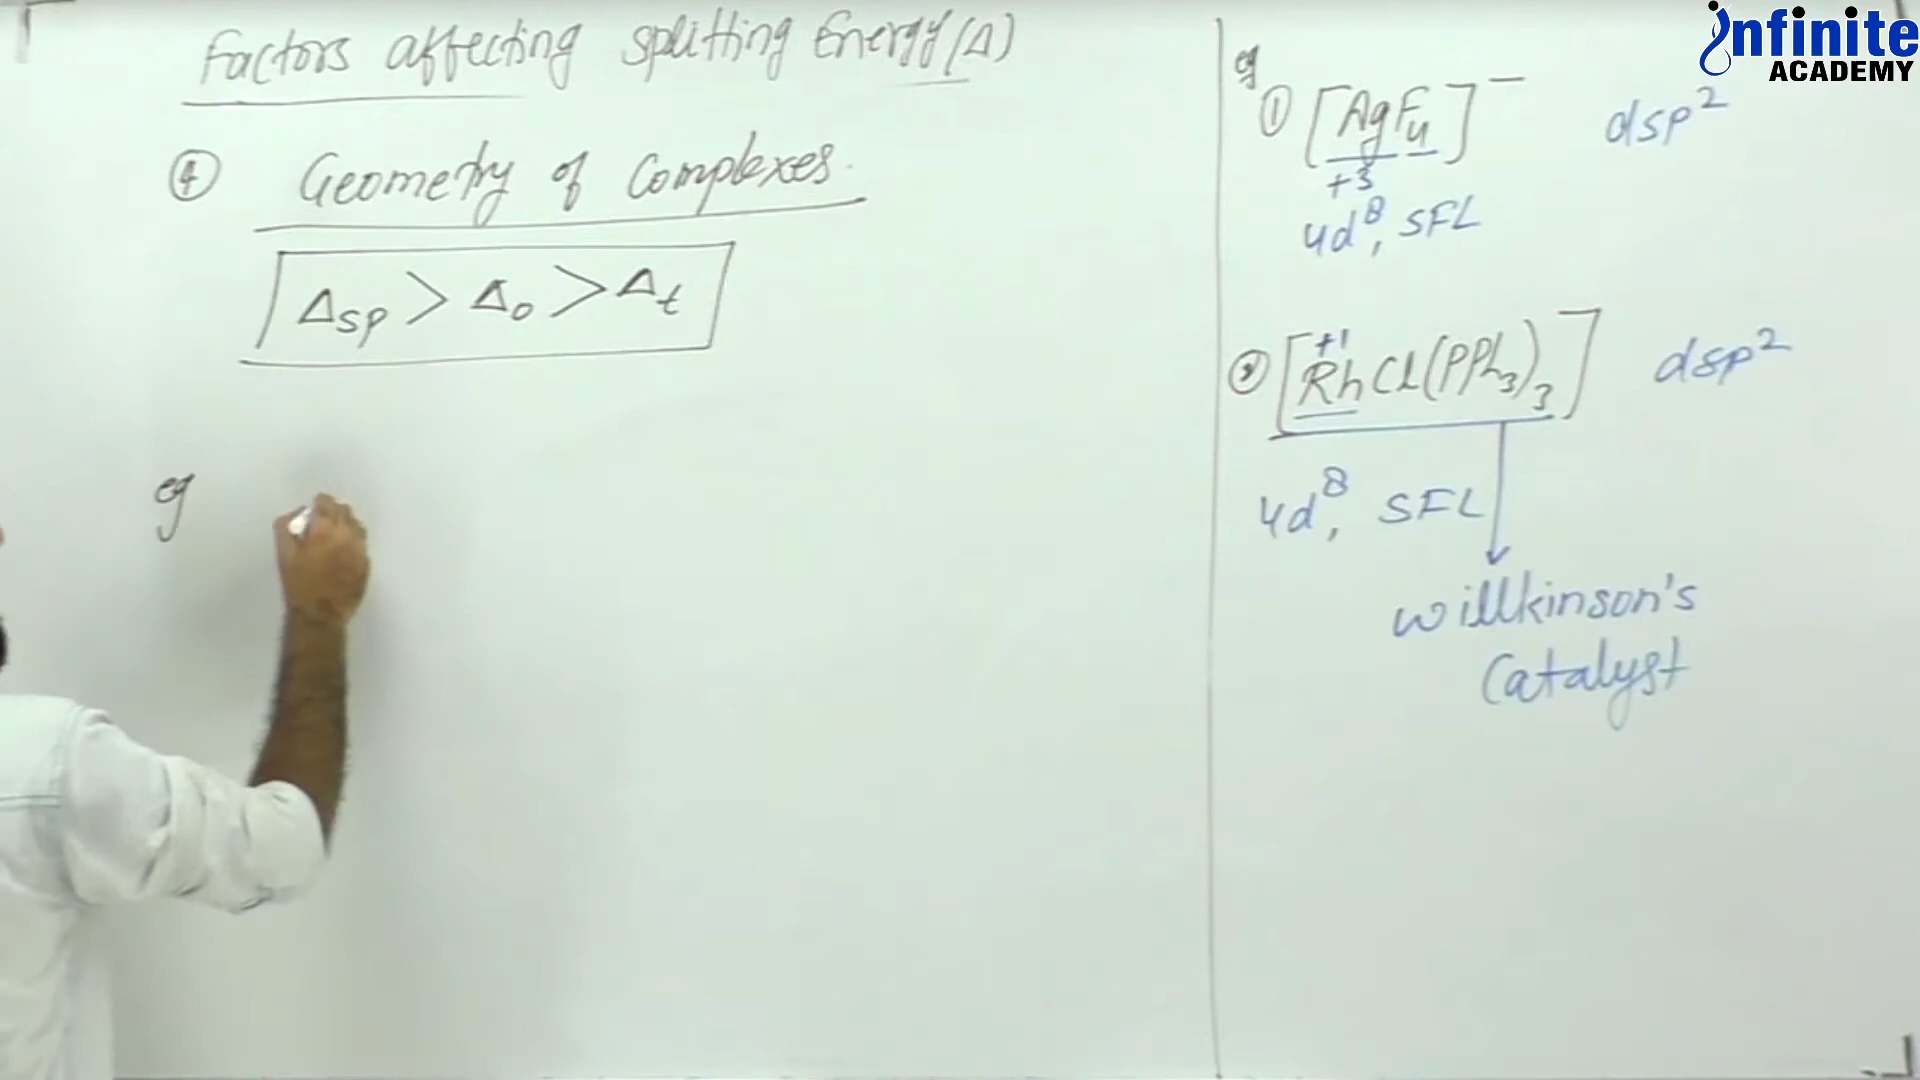 Factors affecting splitting Energy (Δ)
④ Geometry of Complexes.
Δsp > Δo > Δt
eg
eg
① [AgF₄]⁻ dsp²
+3
4d⁸, SFL
② [RhCl(PPh₃)₃] dsp²
+1
4d⁸, SFL
Willkinson's
Catalyst
infinite
ACADEMY